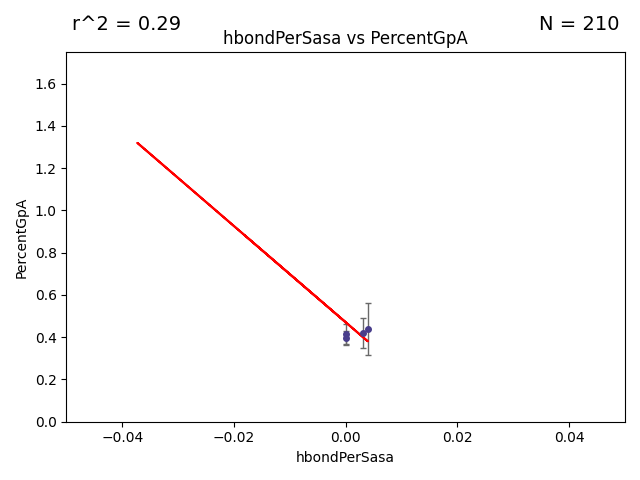 r^2 = 0.29
N = 210
hbondPerSasa vs PercentGpA
1.6
1.4
1.2
1.0
0.8
0.6
0.4
0.2
0.0
PercentGpA
−0.04
−0.02
0.00
0.02
0.04
hbondPerSasa